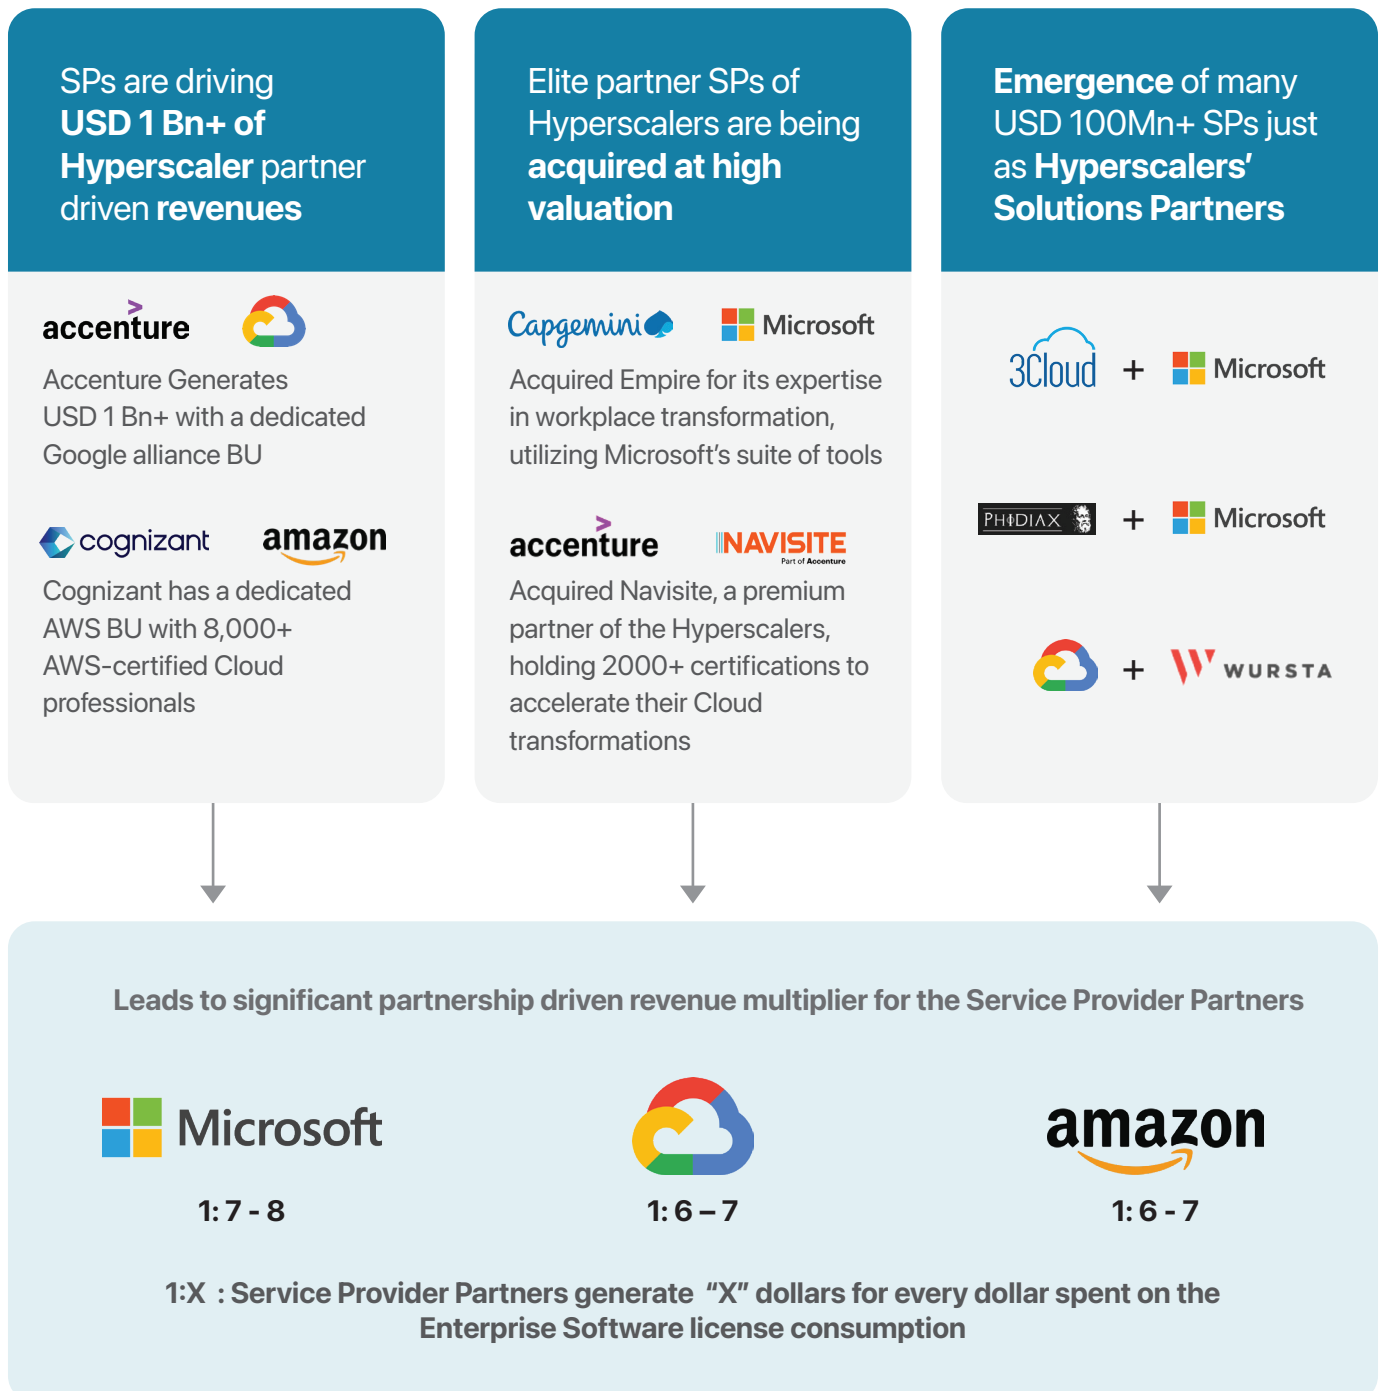 SPs are driving
USD 1 Bn+ of
Hyperscaler partner
driven revenues
accenture
Accenture Generates
USD 1 Bn+ with a dedicated
Google alliance BU
cognizant
amazon
Cognizant has a dedicated
AWS BU with 8,000+
AWS-certified Cloud
professionals
Elite partner SPs of
Hyperscalers are being
acquired at high
valuation
Capgemini
Microsoft
Acquired Empire for its expertise
in workplace transformation,
utilizing Microsoft’s suite of tools
accenture
NAVISITE
Part of Accenture
Acquired Navisite, a premium
partner of the Hyperscalers,
holding 2000+ certifications to
accelerate their Cloud
transformations
Emergence of many
USD 100Mn+ SPs just
as Hyperscalers’
Solutions Partners
3Cloud + Microsoft
PHIDIAX + Microsoft
+ WURSTA
Leads to significant partnership driven revenue multiplier for the Service Provider Partners
Microsoft
1: 7 - 8
1: 6 – 7
amazon
1: 6 - 7
1:X : Service Provider Partners generate “X” dollars for every dollar spent on the
Enterprise Software license consumption